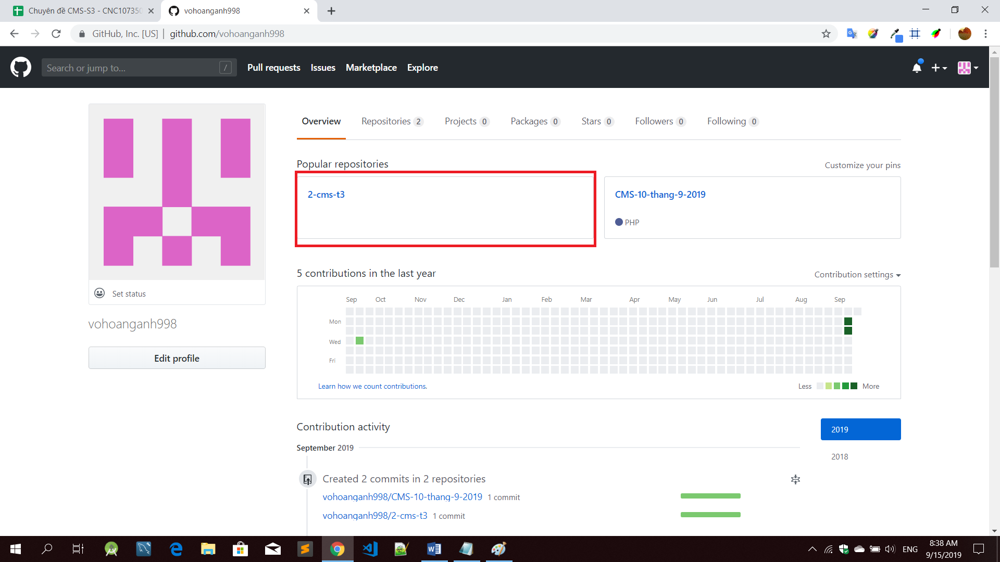 Chuyên đề CMS-S3 - CNC107350
vohoanganh998
GitHub, Inc. [US] | github.com/vohoanganh998
Search or jump to...
/
Pull requests
Issues
Marketplace
Explore
Overview
Repositories 2
Projects 0
Packages 0
Stars 0
Followers 0
Following 0
Popular repositories
Customize your pins
2-cms-t3
CMS-10-thang-9-2019
PHP
Set status
vohoanganh998
Edit profile
5 contributions in the last year
Contribution settings
Sep Oct Nov Dec Jan Feb Mar Apr May Jun Jul Aug Sep
Mon
Wed
Fri
Learn how we count contributions.
Less
More
Contribution activity
2019
2018
September 2019
Created 2 commits in 2 repositories
vohoanganh998/CMS-10-thang-9-2019 1 commit
vohoanganh998/2-cms-t3 1 commit
ENG
8:38 AM
9/15/2019